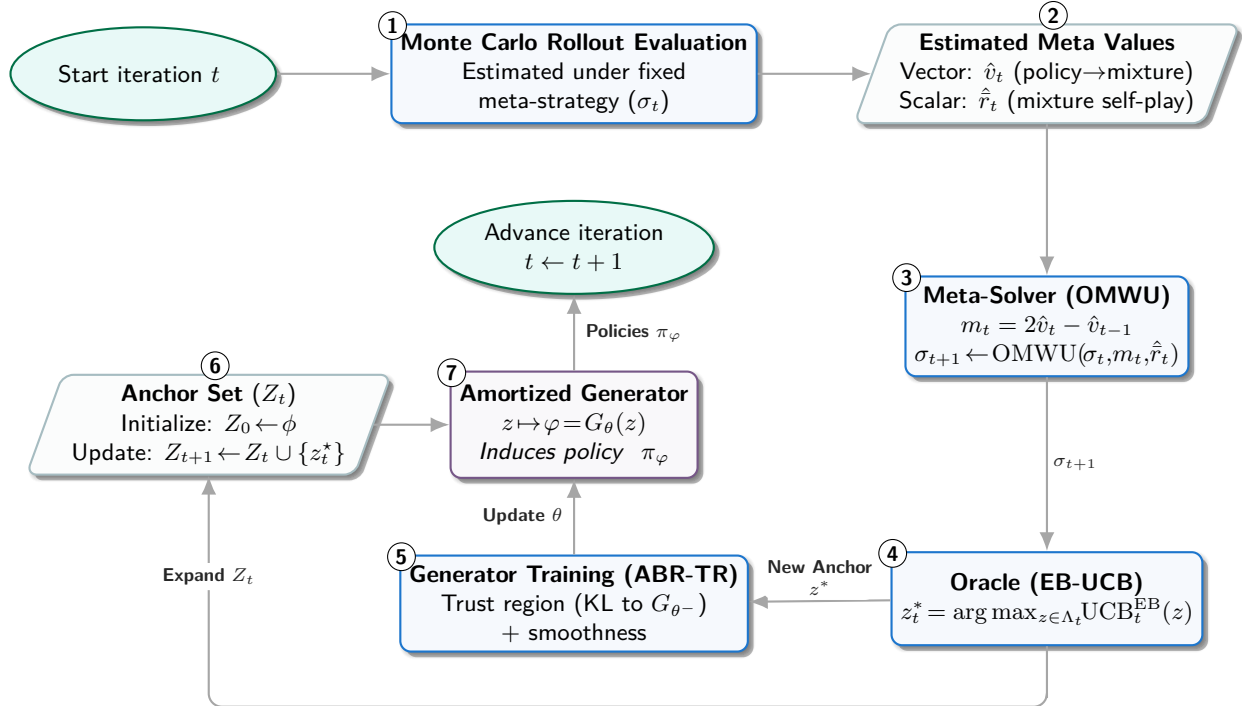 Start iteration t
1
Monte Carlo Rollout Evaluation
Estimated under fixed
meta-strategy (σ_t)
2
Estimated Meta Values
Vector: v̂_t (policy→mixture)
Scalar: r̄̂_t (mixture self-play)
3
Meta-Solver (OMWU)
m_t = 2v̂_t − v̂_{t−1}
σ_{t+1} ← OMWU(σ_t, m_t, r̄̂_t)
σ_{t+1}
4
Oracle (EB-UCB)
z_t^* = arg max_{z∈Λ_t} UCB_t^{EB}(z)
New Anchor
z^*
5
Generator Training (ABR-TR)
Trust region (KL to G_{θ^−})
+ smoothness
Update θ
Expand Z_t
6
Anchor Set (Z_t)
Initialize: Z_0 ← ϕ
Update: Z_{t+1} ← Z_t ∪ {z_t^⋆}
7
Amortized Generator
z ↦ φ = G_θ(z)
Induces policy π_φ
Policies π_φ
Advance iteration
t ← t + 1